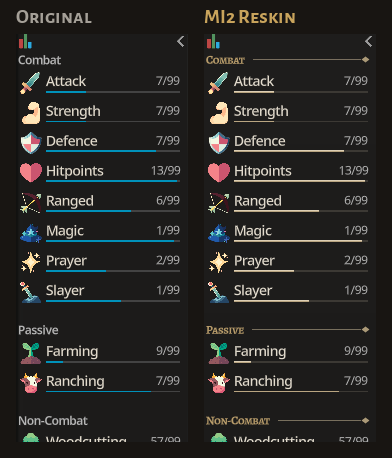 Original
MI2 Reskin
Combat
Attack 7/99
Strength 7/99
Defence 7/99
Hitpoints 13/99
Ranged 6/99
Magic 1/99
Prayer 2/99
Slayer 1/99
Passive
Farming 9/99
Ranching 7/99
Non-Combat
Woodcutting 57/99
Combat
Attack 7/99
Strength 7/99
Defence 7/99
Hitpoints 13/99
Ranged 6/99
Magic 1/99
Prayer 2/99
Slayer 1/99
Passive
Farming 9/99
Ranching 7/99
Non-Combat
Woodcutting 57/99